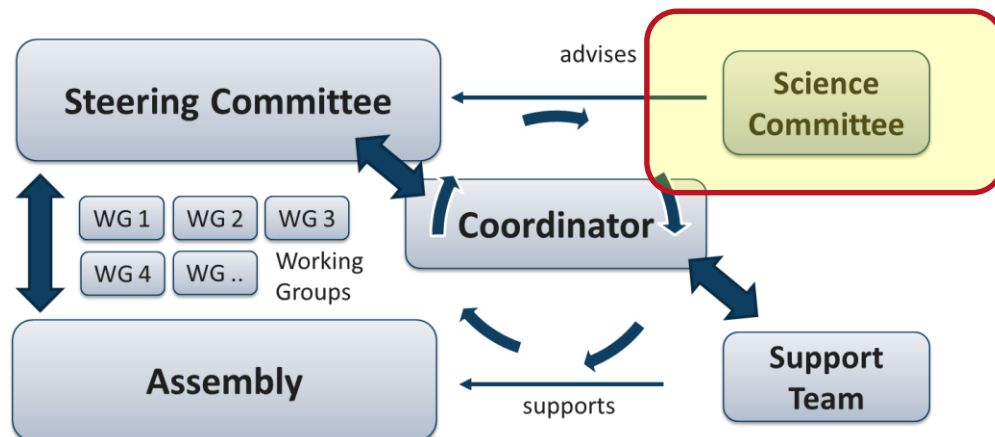 advises
Steering Committee
Science
Committee
WG 1 WG 2 WG 3
Coordinator
WG 4 WG .. Working
Groups
Assembly
Support
Team
supports